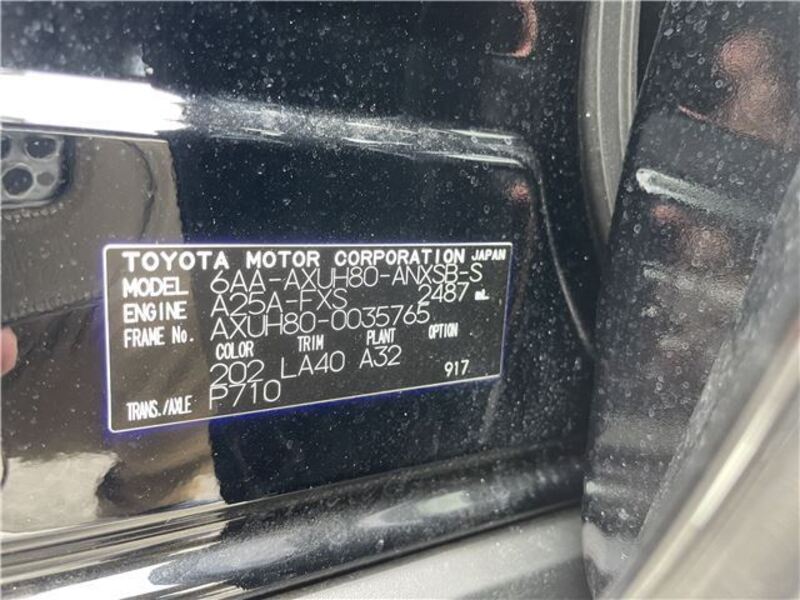 TOYOTA MOTOR CORPORATION JAPAN
MODEL 6AA-AXUH80-ANXSB-S
ENGINE A25A-FXS 2487 mL
FRAME No. AXUH80-0035765
COLOR TRIM PLANT OPTION
202 LA40 A32
917
TRANS./AXLE P710